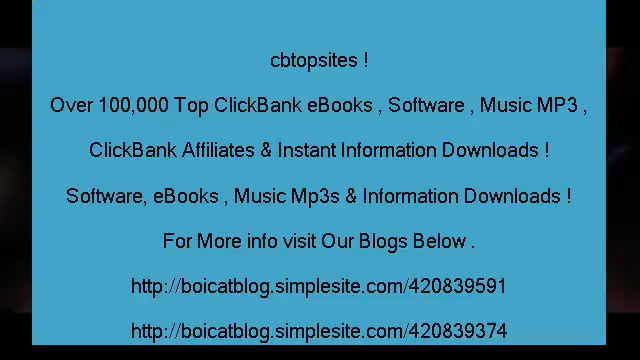 cbtopsites !
Over 100,000 Top ClickBank eBooks , Software , Music MP3 ,
ClickBank Affiliates & Instant Information Downloads !
Software, eBooks , Music Mp3s & Information Downloads !
For More info visit Our Blogs Below .
http://boicatblog.simplesite.com/420839591
http://boicatblog.simplesite.com/420839374